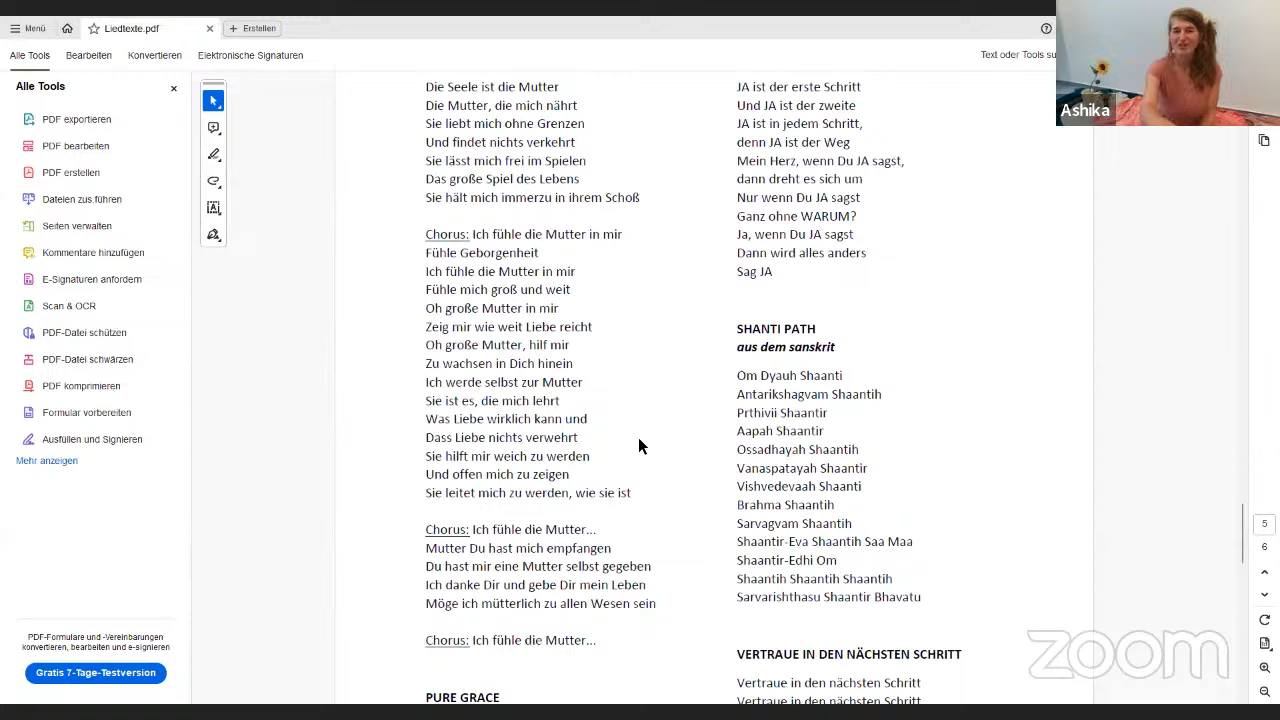 Menü
Liedtexte.pdf
Erstellen
Alle Tools
Bearbeiten
Konvertieren
Elektronische Signaturen
Text oder Tools su
Alle Tools
PDF exportieren
PDF bearbeiten
PDF erstellen
Dateien zus.führen
Seiten verwalten
Kommentare hinzufügen
E-Signaturen anfordern
Scan & OCR
PDF-Datei schützen
PDF-Datei schwärzen
PDF komprimieren
Formular vorbereiten
Ausfüllen und Signieren
Mehr anzeigen
PDF-Formulare und -Vereinbarungen
konvertieren, bearbeiten und e-signieren
Gratis 7-Tage-Testversion
Die Seele ist die Mutter
Die Mutter, die mich nährt
Sie liebt mich ohne Grenzen
Und findet nichts verkehrt
Sie lässt mich frei im Spielen
Das große Spiel des Lebens
Sie hält mich immerzu in ihrem Schoß
Chorus: Ich fühle die Mutter in mir
Fühle Geborgenheit
Ich fühle die Mutter in mir
Fühle mich groß und weit
Oh große Mutter in mir
Zeig mir wie weit Liebe reicht
Oh große Mutter, hilf mir
Zu wachsen in Dich hinein
Ich werde selbst zur Mutter
Sie ist es, die mich lehrt
Was Liebe wirklich kann und
Dass Liebe nichts verwehrt
Sie hilft mir weich zu werden
Und offen mich zu zeigen
Sie leitet mich zu werden, wie sie ist
Chorus: Ich fühle die Mutter...
Mutter Du hast mich empfangen
Du hast mir eine Mutter selbst gegeben
Ich danke Dir und gebe Dir mein Leben
Möge ich mütterlich zu allen Wesen sein
Chorus: Ich fühle die Mutter...
PURE GRACE
JA ist der erste Schritt
Und JA ist der zweite
JA ist in jedem Schritt,
denn JA ist der Weg
Mein Herz, wenn Du JA sagst,
dann dreht es sich um
Nur wenn Du JA sagst
Ganz ohne WARUM?
Ja, wenn Du JA sagst
Dann wird alles anders
Sag JA
SHANTI PATH
aus dem sanskrit
Om Dyauh Shaanti
Antarikshagvam Shaantih
Prthivii Shaantir
Aapah Shaantir
Ossadhayah Shaantih
Vanaspatayah Shaantir
Vishvedevaah Shaanti
Brahma Shaantih
Sarvagvam Shaantih
Shaantir-Eva Shaantih Saa Maa
Shaantir-Edhi Om
Shaantih Shaantih Shaantih
Sarvarishthasu Shaantir Bhavatu
VERTRAUE IN DEN NÄCHSTEN SCHRITT
Vertraue in den nächsten Schritt
Vertraue in den nächsten Schritt
Ashika
5
6
zoom